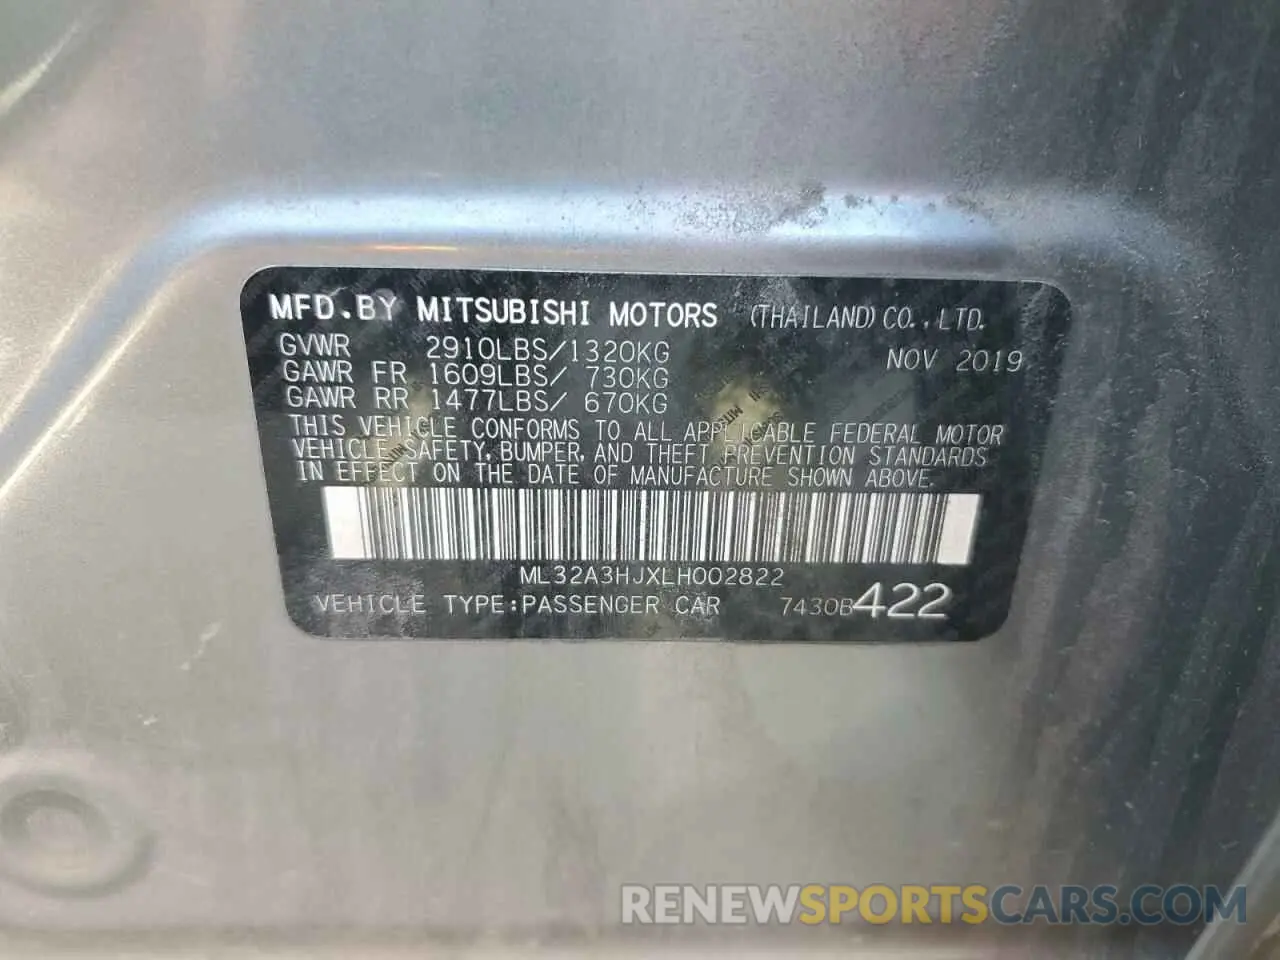 MFD.BY MITSUBISHI MOTORS (THAILAND) CO.,LTD.
GVWR 2910LBS/1320KG NOV 2019
GAWR FR 1609LBS/ 730KG
GAWR RR 1477LBS/ 670KG
THIS VEHICLE CONFORMS TO ALL APPLICABLE FEDERAL MOTOR
VEHICLE SAFETY, BUMPER, AND THEFT PREVENTION STANDARDS
IN EFFECT ON THE DATE OF MANUFACTURE SHOWN ABOVE.
ML32A3HJXLH002822
VEHICLE TYPE:PASSENGER CAR 7430B422
RENEWSPORTSCARS.COM